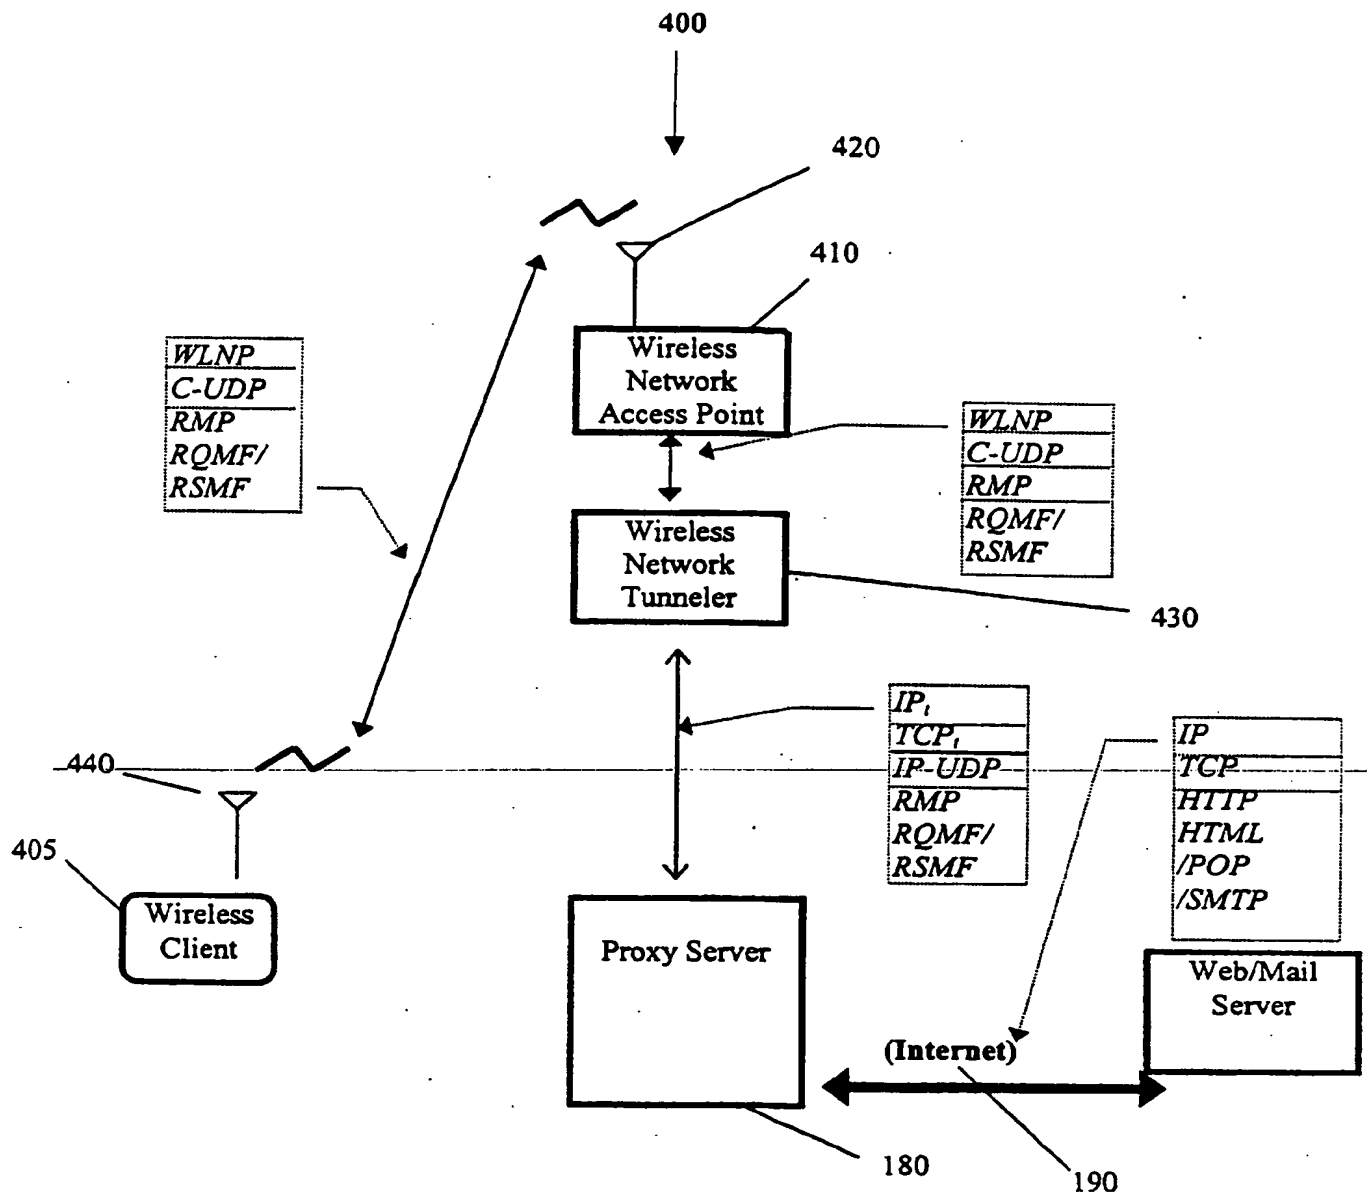 400
420
410
Wireless
Network
Access Point
WLNP
C-UDP
RMP
RQMF/
RSMF
WLNP
C-UDP
RMP
RQMF/
RSMF
Wireless
Network
Tunneler
430
IPt
TCPt
IP-UDP
RMP
RQMF/
RSMF
IP
TCP
HTTP
HTML
/POP
/SMTP
440
405
Wireless
Client
Proxy Server
Web/Mail
Server
(Internet)
180
190